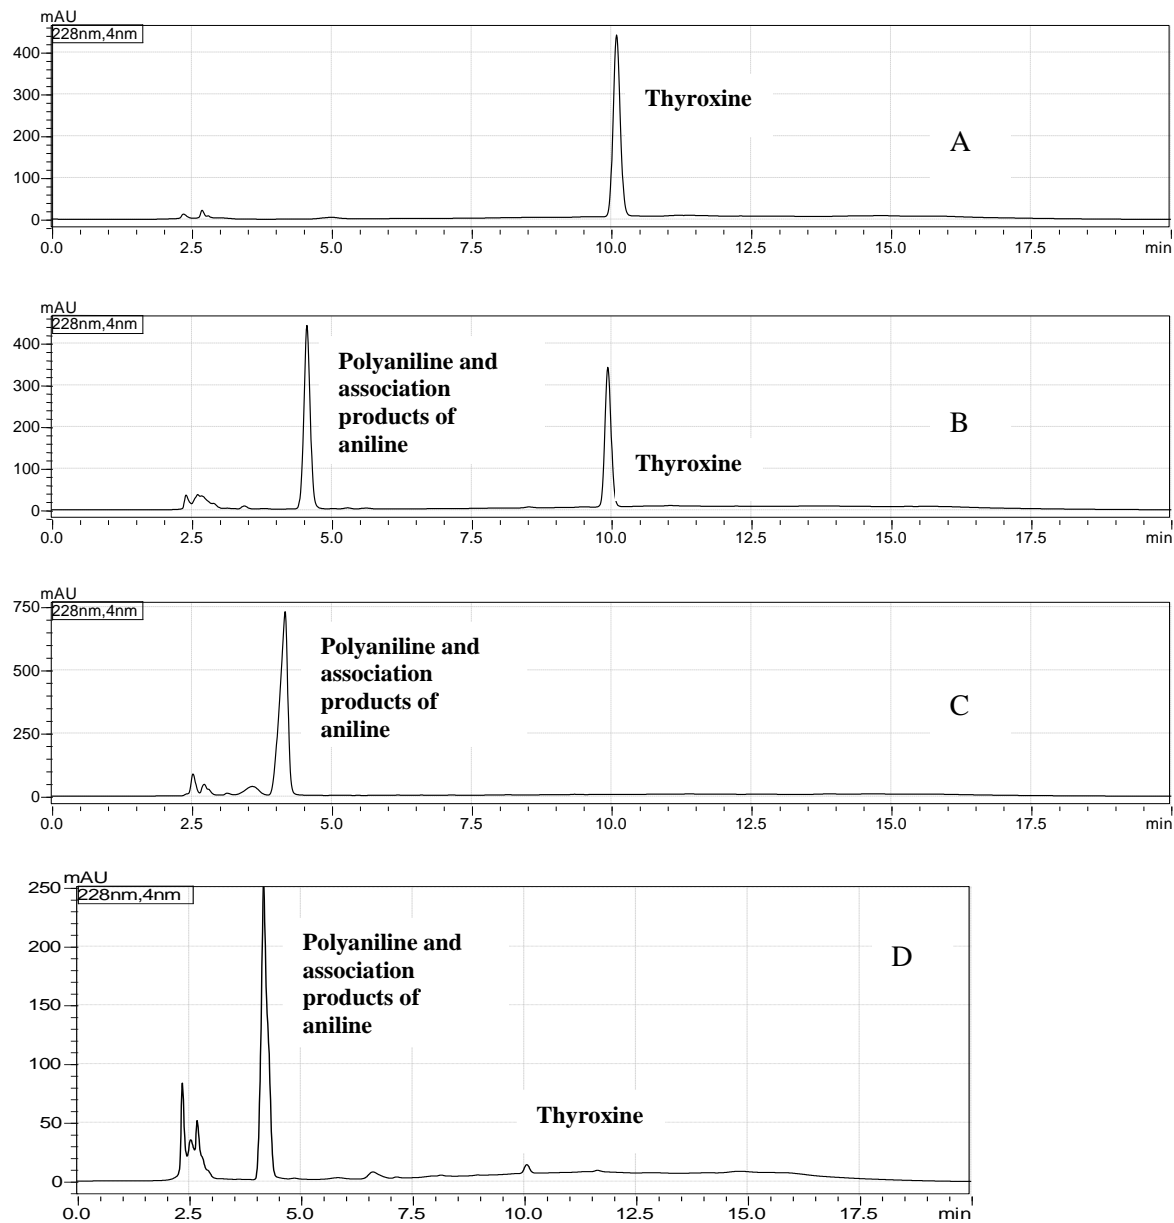 mAU
228nm,4nm
400
300
200
100
0
Thyroxine
A
0.0 2.5 5.0 7.5 10.0 12.5 15.0 17.5 min
mAU
228nm,4nm
400
300
200
100
0
Polyaniline and
association
products of
aniline
Thyroxine
B
0.0 2.5 5.0 7.5 10.0 12.5 15.0 17.5 min
mAU
228nm,4nm
750
500
250
0
Polyaniline and
association
products of
aniline
C
0.0 2.5 5.0 7.5 10.0 12.5 15.0 17.5 min
mAU
228nm,4nm
250
200
150
100
50
0
Polyaniline and
association
products of
aniline
Thyroxine
D
0.0 2.5 5.0 7.5 10.0 12.5 15.0 17.5 min